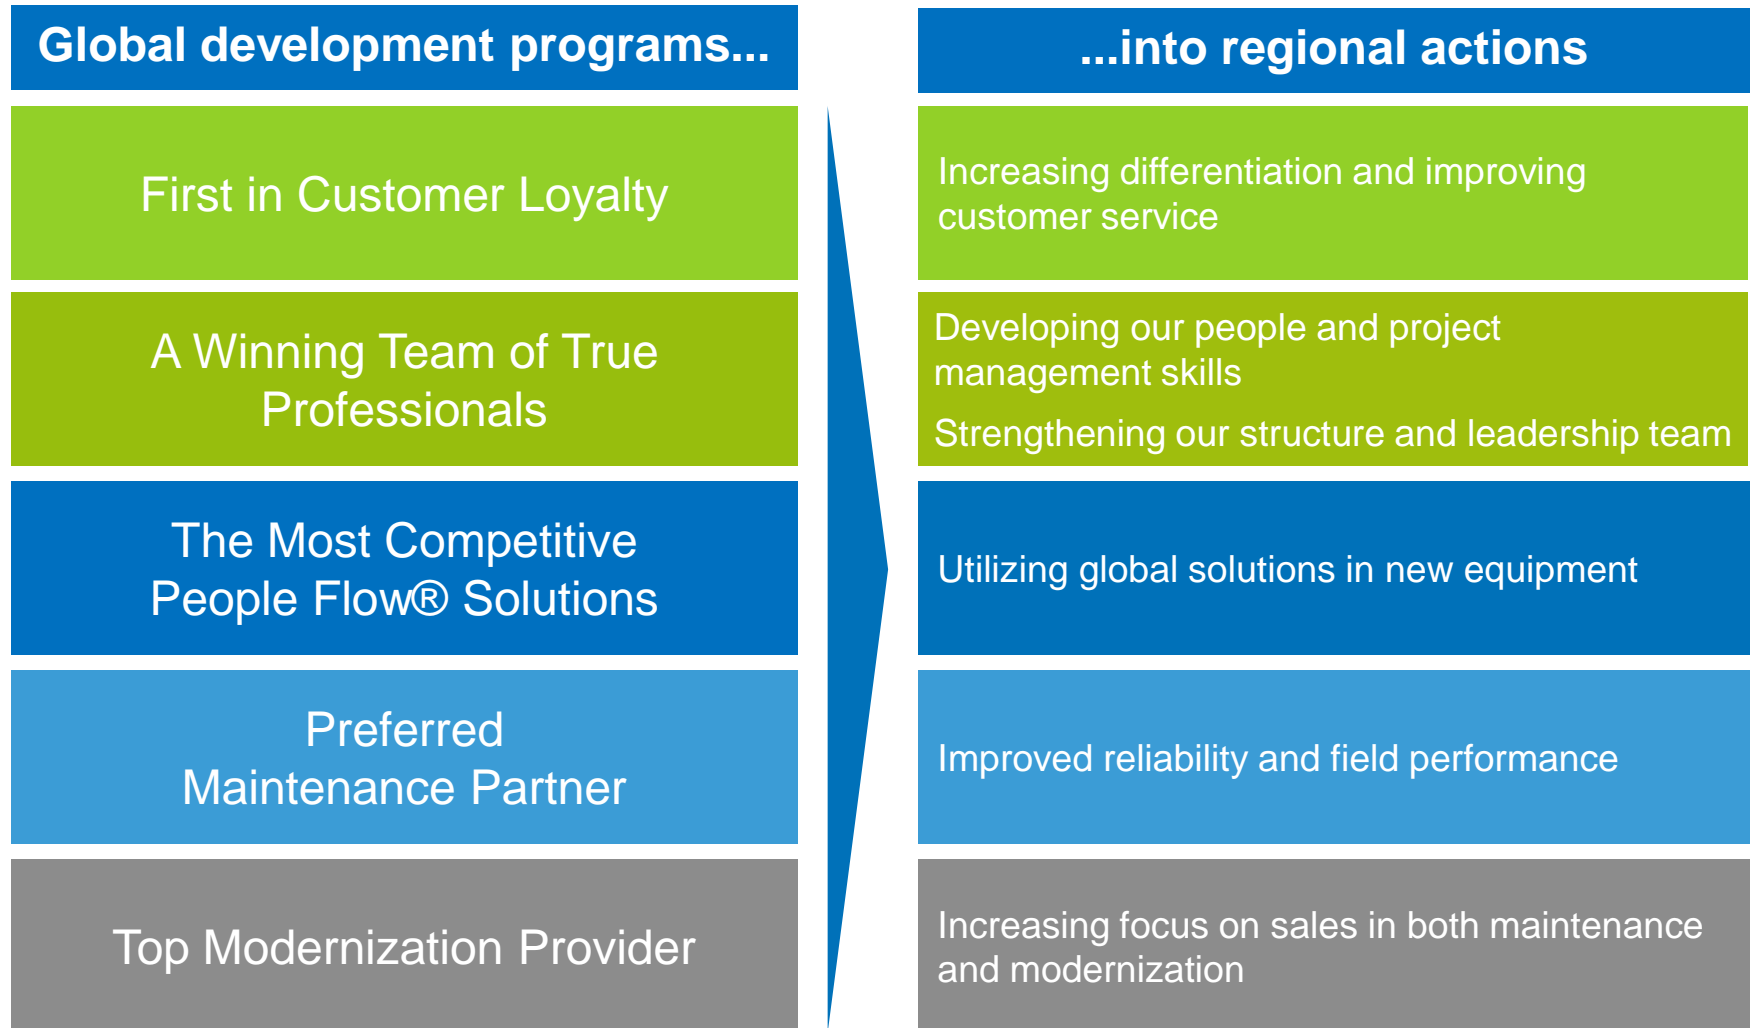 Global development programs...
...into regional actions
First in Customer Loyalty
Increasing differentiation and improving
customer service
A Winning Team of True
Professionals
Developing our people and project
management skills
Strengthening our structure and leadership team
The Most Competitive
People Flow® Solutions
Utilizing global solutions in new equipment
Preferred
Maintenance Partner
Improved reliability and field performance
Top Modernization Provider
Increasing focus on sales in both maintenance
and modernization